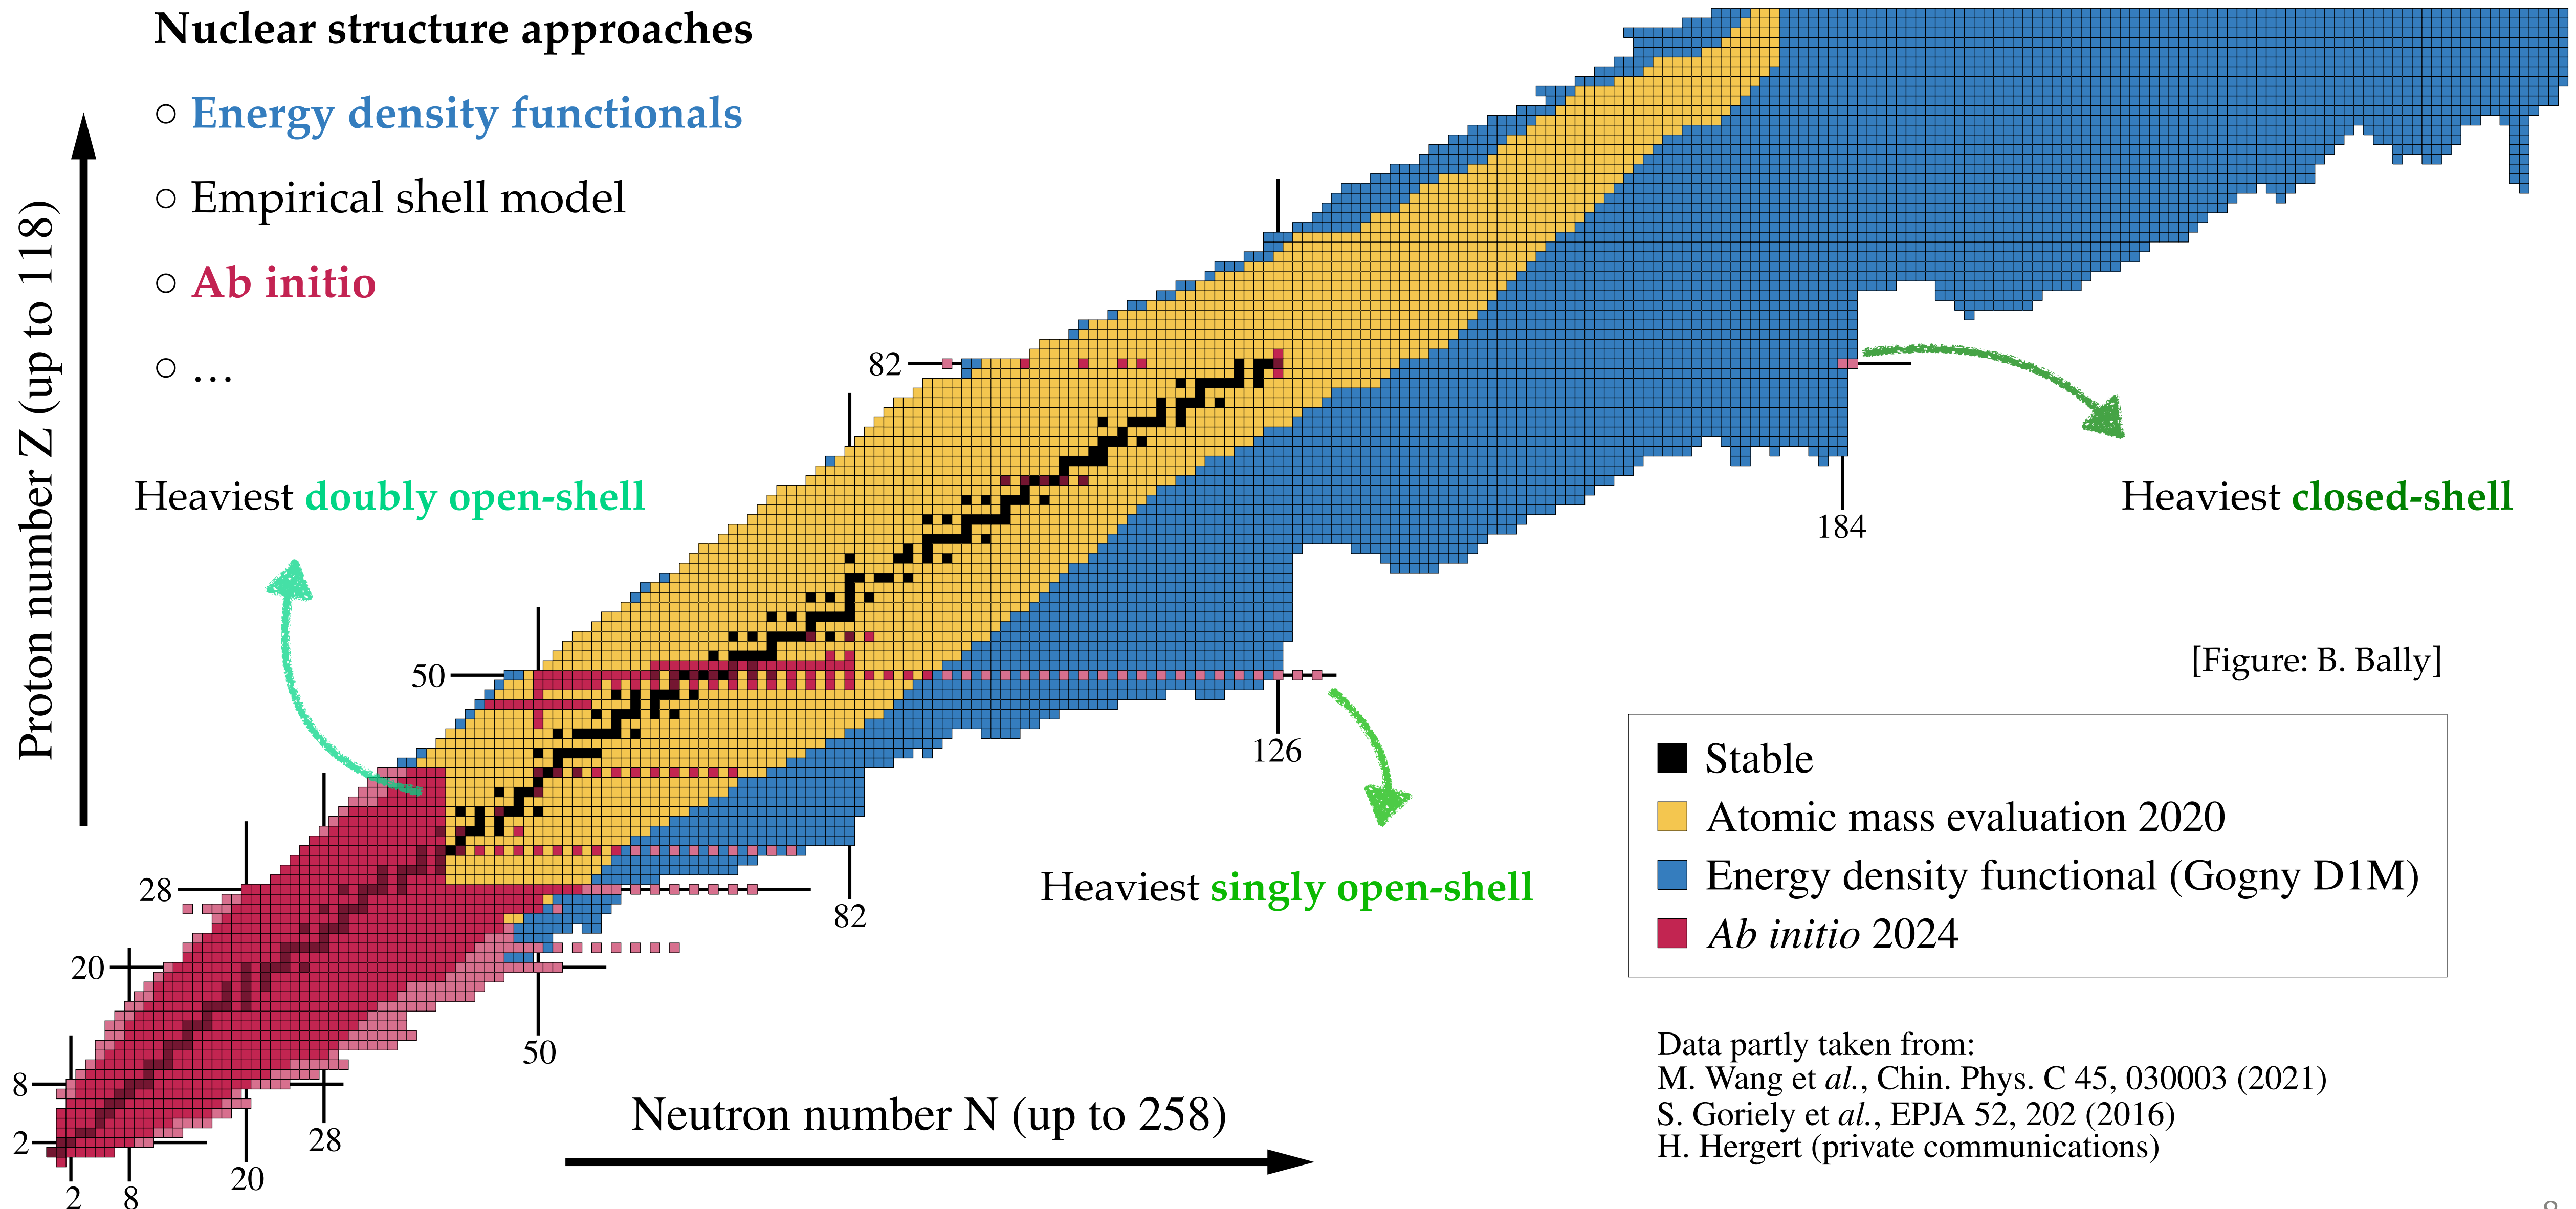 Nuclear structure approaches
○ Energy density functionals
○ Empirical shell model
○ Ab initio
○ …
Proton number Z (up to 118)
82
Heaviest doubly open-shell
Heaviest closed-shell
184
50
[Figure: B. Bally]
126
Stable
Atomic mass evaluation 2020
Energy density functional (Gogny D1M)
Ab initio 2024
28
Heaviest singly open-shell
82
20
50
Data partly taken from:
M. Wang et al., Chin. Phys. C 45, 030003 (2021)
S. Goriely et al., EPJA 52, 202 (2016)
H. Hergert (private communications)
8
Neutron number N (up to 258)
28
2
20
2
8